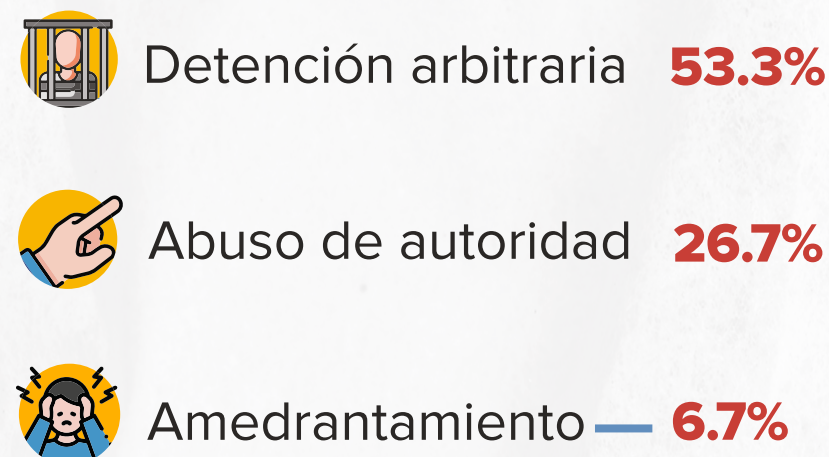 Detención arbitraria 53.3%
Abuso de autoridad 26.7%
Amedrantamiento 6.7%